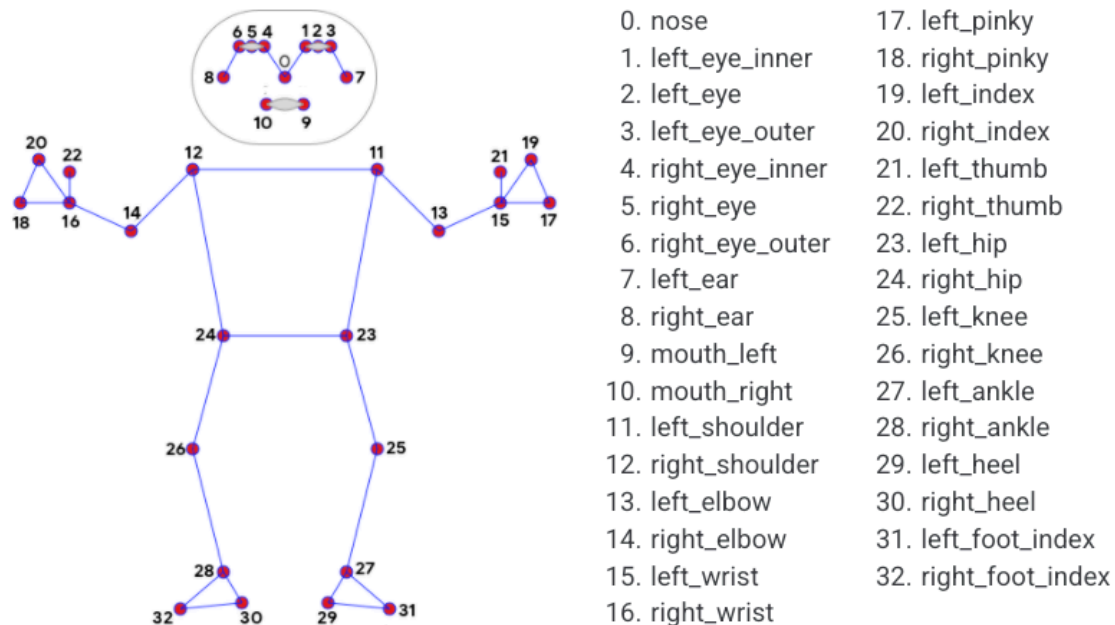 6 5 4 1 2 3
0
8 7
10 9
20 22 12 11 21 19
18 16 14 13 15 17
24 23
26 25
28 27
32 30 29 31
0. nose
1. left_eye_inner
2. left_eye
3. left_eye_outer
4. right_eye_inner
5. right_eye
6. right_eye_outer
7. left_ear
8. right_ear
9. mouth_left
10. mouth_right
11. left_shoulder
12. right_shoulder
13. left_elbow
14. right_elbow
15. left_wrist
16. right_wrist
17. left_pinky
18. right_pinky
19. left_index
20. right_index
21. left_thumb
22. right_thumb
23. left_hip
24. right_hip
25. left_knee
26. right_knee
27. left_ankle
28. right_ankle
29. left_heel
30. right_heel
31. left_foot_index
32. right_foot_index